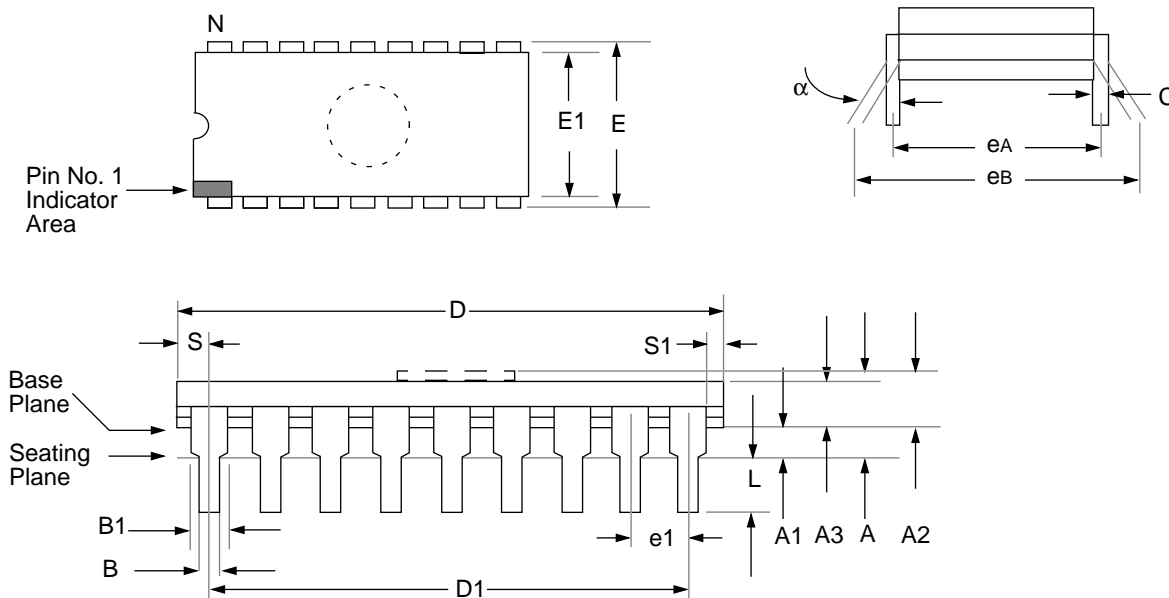 N
E1
E
Pin No. 1
Indicator
Area
α
C
eA
eB
D
S
S1
Base
Plane
Seating
Plane
L
B1
e1
A1
A3
A
A2
B
D1